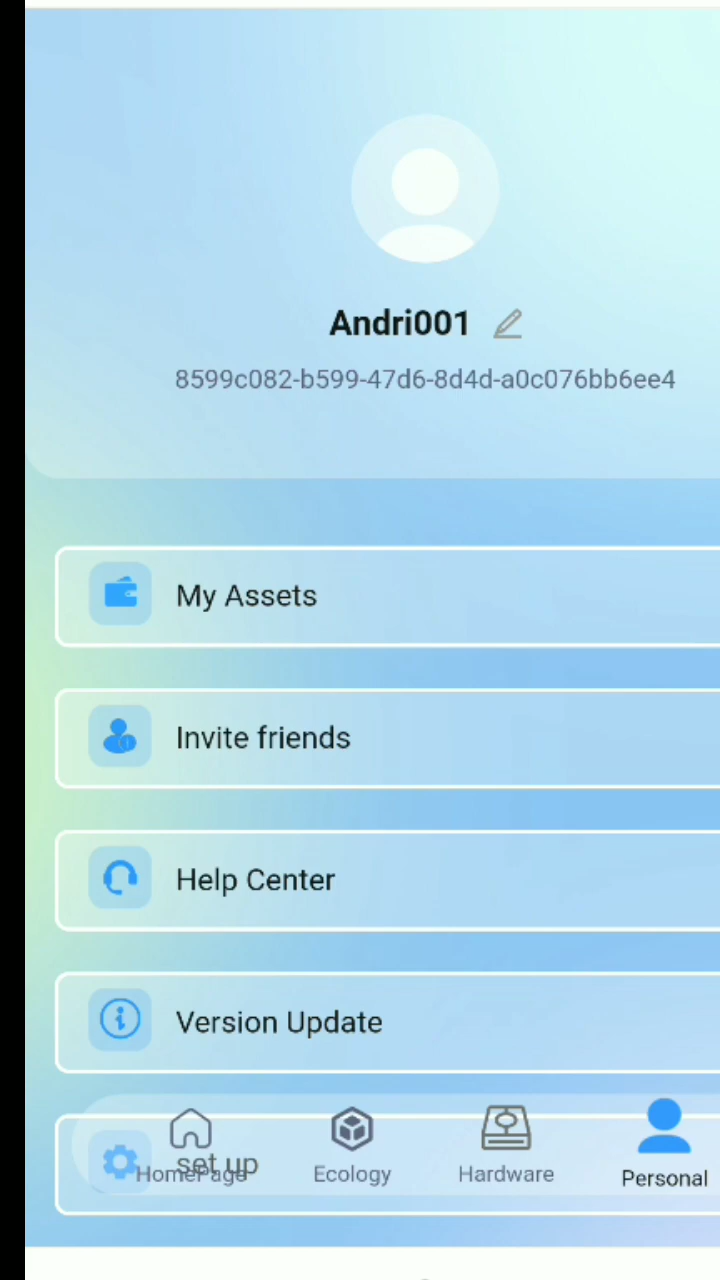 Andri001
8599c082-b599-47d6-8d4d-a0c076bb6ee4
My Assets
Invite friends
Help Center
Version Update
set up
HomePage
Ecology
Hardware
Personal